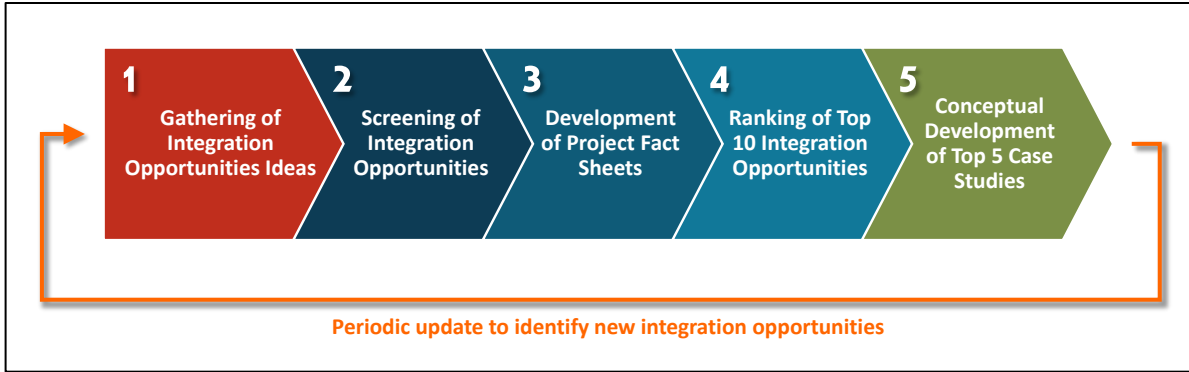 1
Gathering of
Integration
Opportunities Ideas
2
Screening of
Integration
Opportunities
3
Development
of Project Fact
Sheets
4
Ranking of Top
10 Integration
Opportunities
5
Conceptual
Development
of Top 5 Case
Studies
Periodic update to identify new integration opportunities